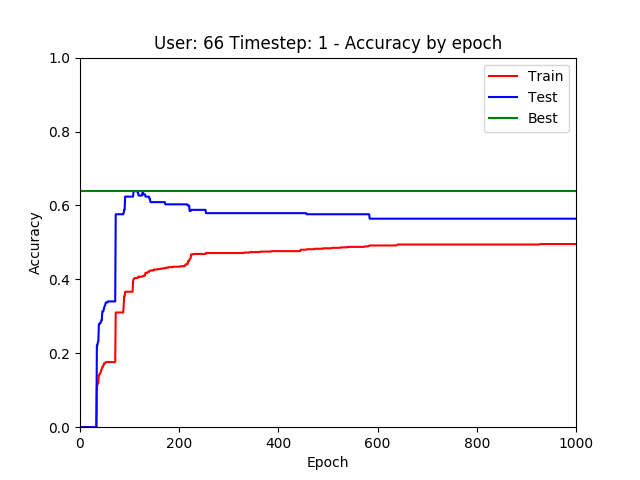 User: 66 Timestep: 1 - Accuracy by epoch
Train
Test
Best
Accuracy
1.0
0.8
0.6
0.4
0.2
0.0
0 200 400 600 800 1000
Epoch